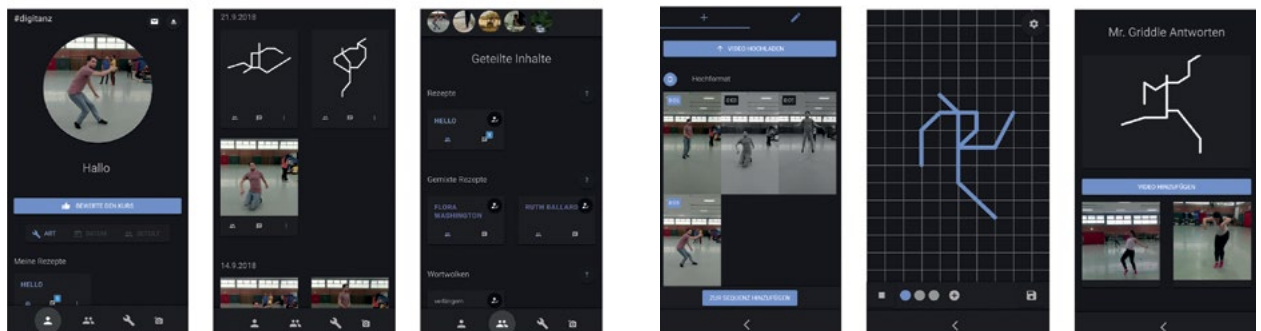 #digitanz
Hallo
BEWERTE DEN KURS
ART
Meine Rezepte
HELLO
21.9.2018
14.9.2018
Geteilte Inhalte
Rezepte
?
HELLO
Gemixte Rezepte
?
FLORA
WASHINGTON
RUTH BALLARD
Wortwolken
?
+
VIDEO HOCHLADEN
Hochformat
ZUR SEQUENZ HINZUFÜGEN
Mr. Griddle Antworten
VIDEO HINZUFÜGEN